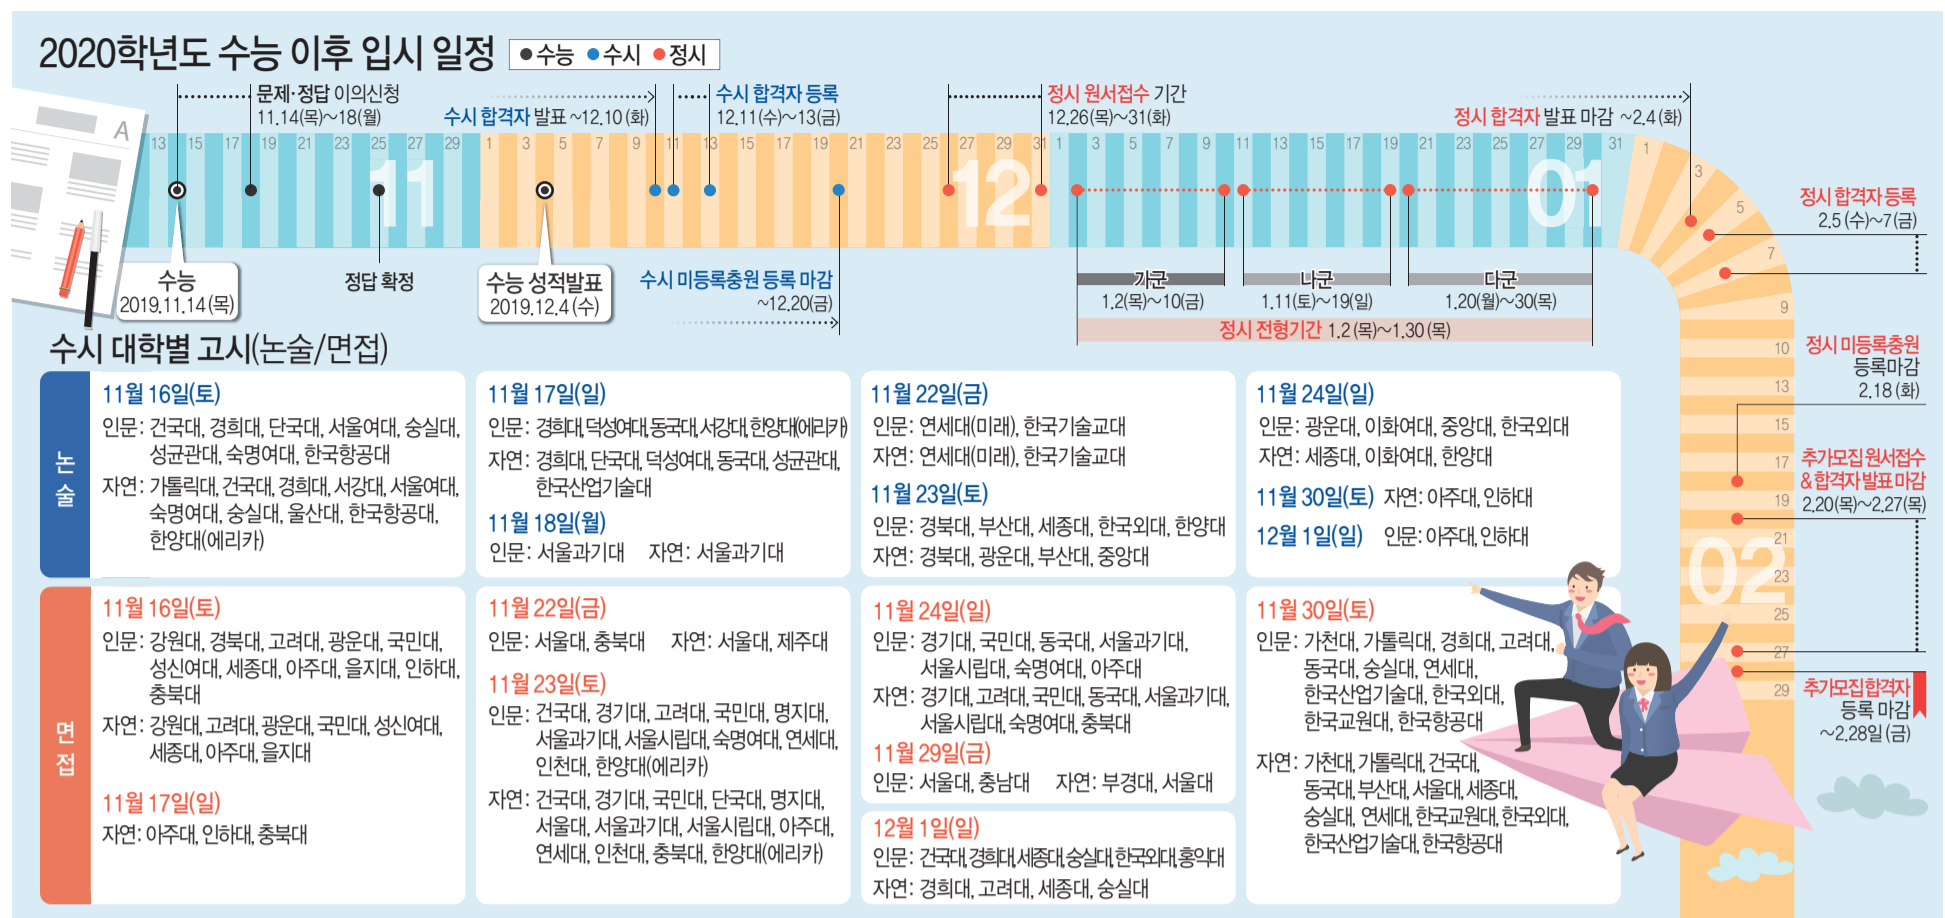 2020학년도 수능 이후 입시 일정
수능 수시 정시
문제·정답 이의신청
11.14(목)~18(월)
수시 합격자 발표 ~12.10 (화)
수시 합격자 등록
12.11(수)~13(금)
정시 원서접수 기간
12.26(목)~31(화)
정시 합격자 발표 마감 ~2.4 (화)
A
13 15 17 19 21 23 25 27 29
11
1 3 5 7 9 11 13 15 17 19 21 23 25 27 29 31
12
1 3 5 7 9 11 13 15 17 19 21 23 25 27 29 31
01
1
3
5
7
9
10
13
15
17
19
21
23
25
27
29
02
수능
2019.11.14 (목)
정답 확정
수능 성적발표
2019.12.4 (수)
수시 미등록충원 등록 마감
~12.20(금)
가군
1.2(목)~10(금)
나군
1.11(토)~19(일)
다군
1.20(월)~30(목)
정시 전형기간 1.2 (목)~1.30 (목)
정시 합격자 등록
2.5 (수)~7(금)
정시 미등록충원
등록마감
2.18 (화)
추가모집 원서접수
& 합격자 발표 마감
2.20(목)~2.27(목)
추가모집 합격자
등록 마감
~2.28일 (금)
수시 대학별 고시(논술/면접)
논술
11월 16일(토)
인문: 건국대, 경희대, 단국대, 서울여대, 숭실대,
성균관대, 숙명여대, 한국항공대
자연: 가톨릭대, 건국대, 경희대, 서강대, 서울여대,
숙명여대, 숭실대, 울산대, 한국항공대,
한양대(에리카)
11월 17일(일)
인문: 경희대, 덕성여대, 동국대, 서강대, 한양대(에리카)
자연: 경희대, 단국대, 덕성여대, 동국대, 성균관대,
한국산업기술대
11월 18일(월)
인문: 서울과기대 자연: 서울과기대
11월 22일(금)
인문: 연세대(미래), 한국기술교대
자연: 연세대(미래), 한국기술교대
11월 23일(토)
인문: 경북대, 부산대, 세종대, 한국외대, 한양대
자연: 경북대, 광운대, 부산대, 중앙대
11월 24일(일)
인문: 광운대, 이화여대, 중앙대, 한국외대
자연: 세종대, 이화여대, 한양대
11월 30일(토) 자연: 아주대, 인하대
12월 1일(일) 인문: 아주대, 인하대
면접
11월 16일(토)
인문: 강원대, 경북대, 고려대, 광운대, 국민대,
성신여대, 세종대, 아주대, 을지대, 인하대,
충북대
자연: 강원대, 고려대, 광운대, 국민대, 성신여대,
세종대, 아주대, 을지대
11월 17일(일)
자연: 아주대, 인하대, 충북대
11월 22일(금)
인문: 서울대, 충북대 자연: 서울대, 제주대
11월 23일(토)
인문: 건국대, 경기대, 고려대, 국민대, 명지대,
서울과기대, 서울시립대, 숙명여대, 연세대,
인천대, 한양대(에리카)
자연: 건국대, 경기대, 국민대, 단국대, 명지대,
서울대, 서울과기대, 서울시립대, 아주대,
연세대, 인천대, 충북대, 한양대(에리카)
11월 24일(일)
인문: 경기대, 국민대, 동국대, 서울과기대,
서울시립대, 숙명여대, 아주대
자연: 경기대, 고려대, 국민대, 동국대, 서울과기대,
서울시립대, 숙명여대, 충북대
11월 29일(금)
인문: 서울대, 충남대 자연: 부경대, 서울대
12월 1일(일)
인문: 건국대, 경희대, 세종대, 숭실대, 한국외대, 홍익대
자연: 경희대, 고려대, 세종대, 숭실대
11월 30일(토)
인문: 가천대, 가톨릭대, 경희대, 고려대,
동국대, 숭실대, 연세대,
한국산업기술대, 한국외대,
한국교원대, 한국항공대
자연: 가천대, 가톨릭대, 건국대,
동국대, 부산대, 서울대, 세종대,
숭실대, 연세대, 한국교원대, 한국외대,
한국산업기술대, 한국항공대